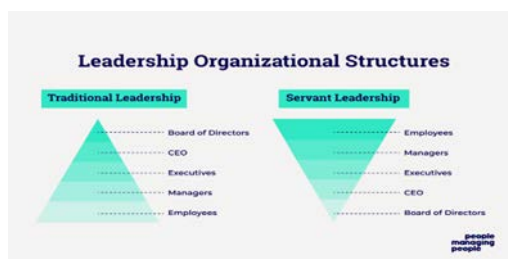 Leadership Organizational Structures
Traditional Leadership
Board of Directors
CEO
Executives
Managers
Employees
Servant Leadership
Employees
Managers
Executives
CEO
Board of Directors
people
managing
people